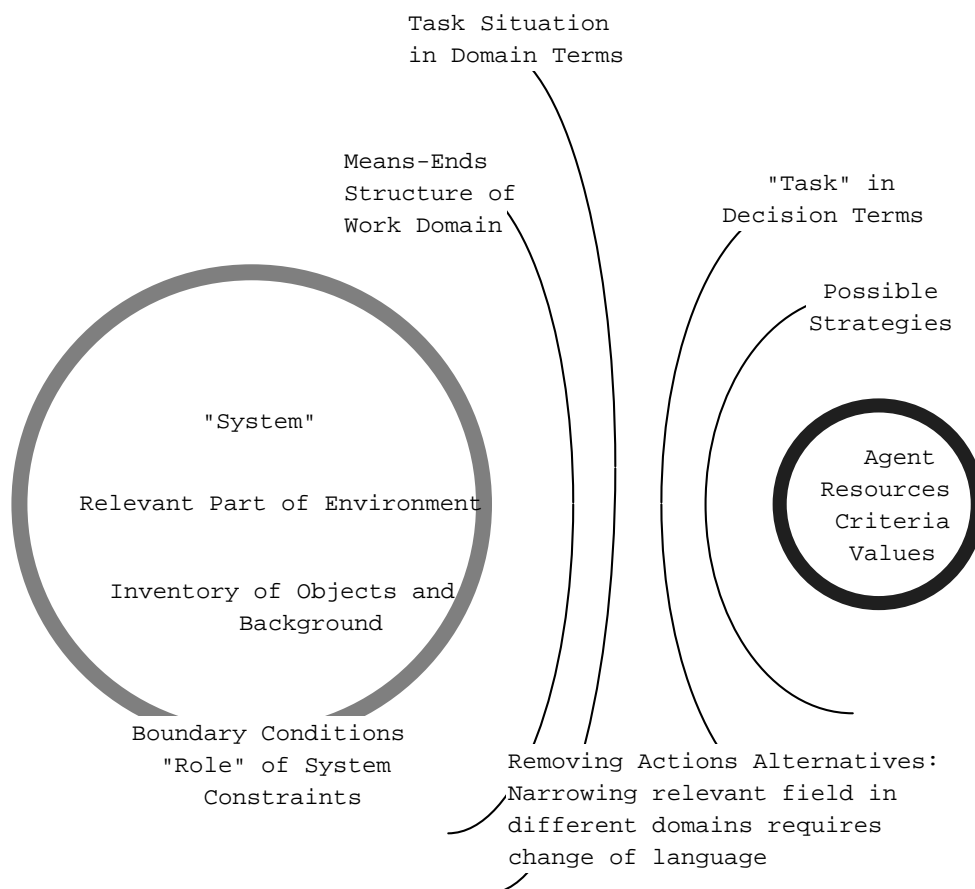 Task Situation
in Domain Terms
Means-Ends
Structure of
Work Domain
"Task" in
Decision Terms
Possible
Strategies
"System"
Relevant Part of Environment
Inventory of Objects and
Background
Agent
Resources
Criteria
Values
Boundary Conditions
"Role" of System
Constraints
Removing Actions Alternatives:
Narrowing relevant field in
different domains requires
change of language